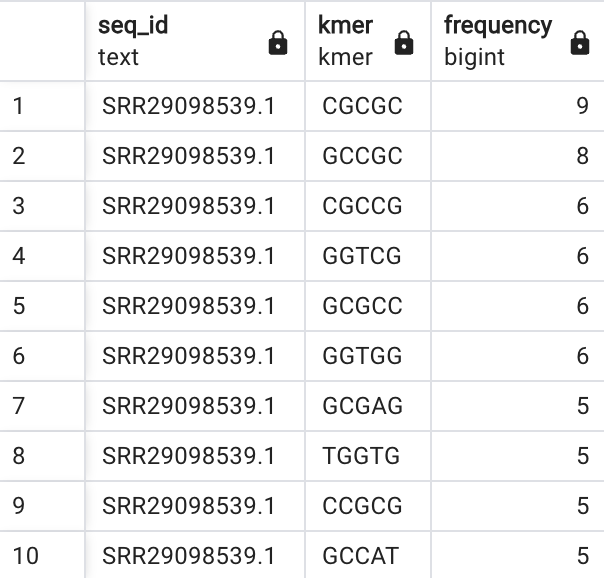 seq_id kmer frequency
text kmer bigint
1 SRR29098539.1 CGCGC 9
2 SRR29098539.1 GCCGC 8
3 SRR29098539.1 CGCCG 6
4 SRR29098539.1 GGTCG 6
5 SRR29098539.1 GCGCC 6
6 SRR29098539.1 GGTGG 6
7 SRR29098539.1 GCGAG 5
8 SRR29098539.1 TGGTG 5
9 SRR29098539.1 CCGCG 5
10 SRR29098539.1 GCCAT 5